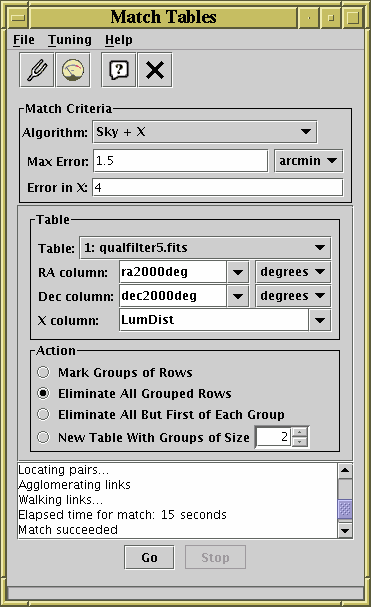 Match Tables
File Tuning Help
Match Criteria
Algorithm: Sky + X
Max Error: 1.5 arcmin
Error in X: 4
Table
Table: 1: qualfilter5.fits
RA column: ra2000deg degrees
Dec column: dec2000deg degrees
X column: LumDist
Action
Mark Groups of Rows
Eliminate All Grouped Rows
Eliminate All But First of Each Group
New Table With Groups of Size 2
Locating pairs...
Agglomerating links
Walking links...
Elapsed time for match: 15 seconds
Match succeeded
Go Stop